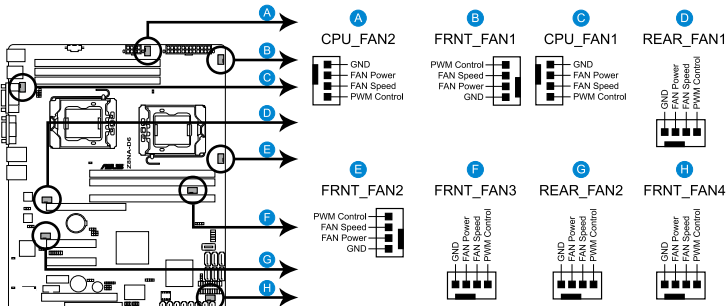 A
B
C
D
E
F
G
H
ASUS
Z8NA-D6
A
CPU_FAN2
GND
FAN Power
FAN Speed
PWM Control
B
FRNT_FAN1
PWM Control
FAN Speed
FAN Power
GND
C
CPU_FAN1
GND
FAN Power
FAN Speed
PWM Control
D
REAR_FAN1
GND
FAN Power
FAN Speed
PWM Control
E
FRNT_FAN2
PWM Control
FAN Speed
FAN Power
GND
F
FRNT_FAN3
GND
FAN Power
FAN Speed
PWM Control
G
REAR_FAN2
GND
FAN Power
FAN Speed
PWM Control
H
FRNT_FAN4
GND
FAN Power
FAN Speed
PWM Control